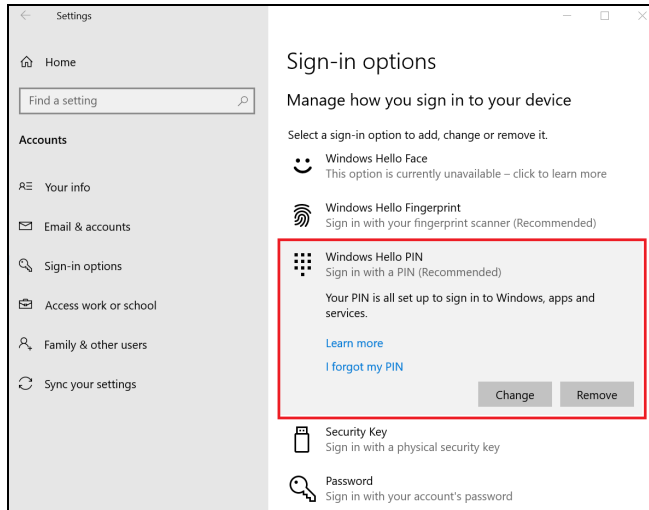 Settings
Home
Find a setting
Accounts
Your info
Email & accounts
Sign-in options
Access work or school
Family & other users
Sync your settings
Sign-in options
Manage how you sign in to your device
Select a sign-in option to add, change or remove it.
Windows Hello Face
This option is currently unavailable – click to learn more
Windows Hello Fingerprint
Sign in with your fingerprint scanner (Recommended)
Windows Hello PIN
Sign in with a PIN (Recommended)
Your PIN is all set up to sign in to Windows, apps and
services.
Learn more
I forgot my PIN
Change Remove
Security Key
Sign in with a physical security key
Password
Sign in with your account's password